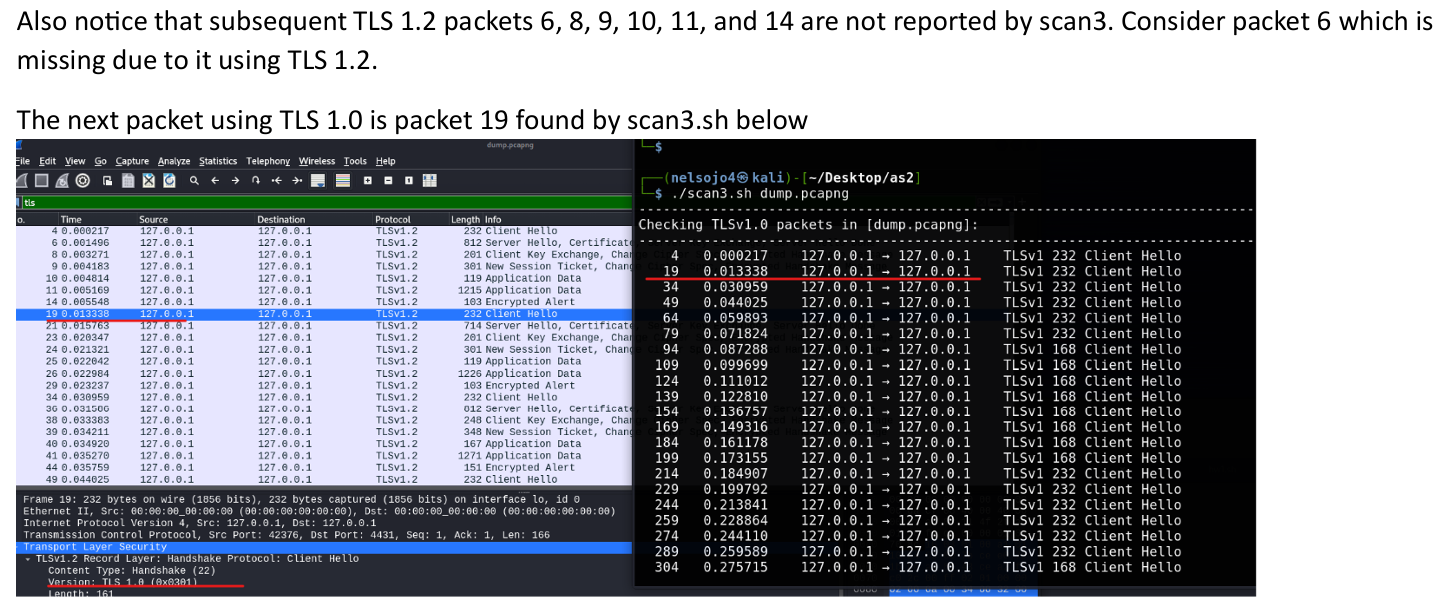 Also notice that subsequent TLS 1.2 packets 6, 8, 9, 10, 11, and 14 are not reported by scan3. Consider packet 6 which is
missing due to it using TLS 1.2.
The next packet using TLS 1.0 is packet 19 found by scan3.sh below
dump.pcapng
File Edit View Go Capture Analyze Statistics Telephony Wireless Tools Help
tls
o. Time Source Destination Protocol Length Info
4 0.000217 127.0.0.1 127.0.0.1 TLSv1.2 232 Client Hello
6 0.001496 127.0.0.1 127.0.0.1 TLSv1.2 812 Server Hello, Certificate
8 0.003271 127.0.0.1 127.0.0.1 TLSv1.2 201 Client Key Exchange, Chan
9 0.004183 127.0.0.1 127.0.0.1 TLSv1.2 301 New Session Ticket, Chang
10 0.004814 127.0.0.1 127.0.0.1 TLSv1.2 119 Application Data
11 0.005169 127.0.0.1 127.0.0.1 TLSv1.2 1215 Application Data
14 0.005548 127.0.0.1 127.0.0.1 TLSv1.2 103 Encrypted Alert
19 0.013338 127.0.0.1 127.0.0.1 TLSv1.2 232 Client Hello
21 0.015763 127.0.0.1 127.0.0.1 TLSv1.2 714 Server Hello, Certificate
23 0.020347 127.0.0.1 127.0.0.1 TLSv1.2 201 Client Key Exchange, Chan
24 0.021321 127.0.0.1 127.0.0.1 TLSv1.2 301 New Session Ticket, Chang
25 0.022042 127.0.0.1 127.0.0.1 TLSv1.2 119 Application Data
26 0.022984 127.0.0.1 127.0.0.1 TLSv1.2 1226 Application Data
29 0.023237 127.0.0.1 127.0.0.1 TLSv1.2 103 Encrypted Alert
34 0.030959 127.0.0.1 127.0.0.1 TLSv1.2 232 Client Hello
36 0.031506 127.0.0.1 127.0.0.1 TLSv1.2 812 Server Hello, Certificate
38 0.033383 127.0.0.1 127.0.0.1 TLSv1.2 248 Client Key Exchange, Chan
39 0.034211 127.0.0.1 127.0.0.1 TLSv1.2 348 New Session Ticket, Chang
40 0.034920 127.0.0.1 127.0.0.1 TLSv1.2 167 Application Data
41 0.035270 127.0.0.1 127.0.0.1 TLSv1.2 1271 Application Data
44 0.035759 127.0.0.1 127.0.0.1 TLSv1.2 151 Encrypted Alert
49 0.044025 127.0.0.1 127.0.0.1 TLSv1.2 232 Client Hello
Frame 19: 232 bytes on wire (1856 bits), 232 bytes captured (1856 bits) on interface lo, id 0
Ethernet II, Src: 00:00:00_00:00:00 (00:00:00:00:00:00), Dst: 00:00:00_00:00:00 (00:00:00:00:00:00)
Internet Protocol Version 4, Src: 127.0.0.1, Dst: 127.0.0.1
Transmission Control Protocol, Src Port: 42376, Dst Port: 4431, Seq: 1, Ack: 1, Len: 166
Transport Layer Security
TLSv1.2 Record Layer: Handshake Protocol: Client Hello
Content Type: Handshake (22)
Version: TLS 1.0 (0x0301)
Length: 161
$
(nelsojo4㉿kali)-[~/Desktop/as2]
$ ./scan3.sh dump.pcapng
Checking TLSv1.0 packets in [dump.pcapng]:
4 0.000217 127.0.0.1 → 127.0.0.1 TLSv1 232 Client Hello
19 0.013338 127.0.0.1 → 127.0.0.1 TLSv1 232 Client Hello
34 0.030959 127.0.0.1 → 127.0.0.1 TLSv1 232 Client Hello
49 0.044025 127.0.0.1 → 127.0.0.1 TLSv1 232 Client Hello
64 0.059893 127.0.0.1 → 127.0.0.1 TLSv1 232 Client Hello
79 0.071824 127.0.0.1 → 127.0.0.1 TLSv1 232 Client Hello
94 0.087288 127.0.0.1 → 127.0.0.1 TLSv1 168 Client Hello
109 0.099699 127.0.0.1 → 127.0.0.1 TLSv1 168 Client Hello
124 0.111012 127.0.0.1 → 127.0.0.1 TLSv1 168 Client Hello
139 0.122810 127.0.0.1 → 127.0.0.1 TLSv1 168 Client Hello
154 0.136757 127.0.0.1 → 127.0.0.1 TLSv1 168 Client Hello
169 0.149316 127.0.0.1 → 127.0.0.1 TLSv1 168 Client Hello
184 0.161178 127.0.0.1 → 127.0.0.1 TLSv1 168 Client Hello
199 0.173155 127.0.0.1 → 127.0.0.1 TLSv1 168 Client Hello
214 0.184907 127.0.0.1 → 127.0.0.1 TLSv1 232 Client Hello
229 0.199792 127.0.0.1 → 127.0.0.1 TLSv1 232 Client Hello
244 0.213841 127.0.0.1 → 127.0.0.1 TLSv1 232 Client Hello
259 0.228864 127.0.0.1 → 127.0.0.1 TLSv1 232 Client Hello
274 0.244110 127.0.0.1 → 127.0.0.1 TLSv1 232 Client Hello
289 0.259589 127.0.0.1 → 127.0.0.1 TLSv1 232 Client Hello
304 0.275715 127.0.0.1 → 127.0.0.1 TLSv1 168 Client Hello